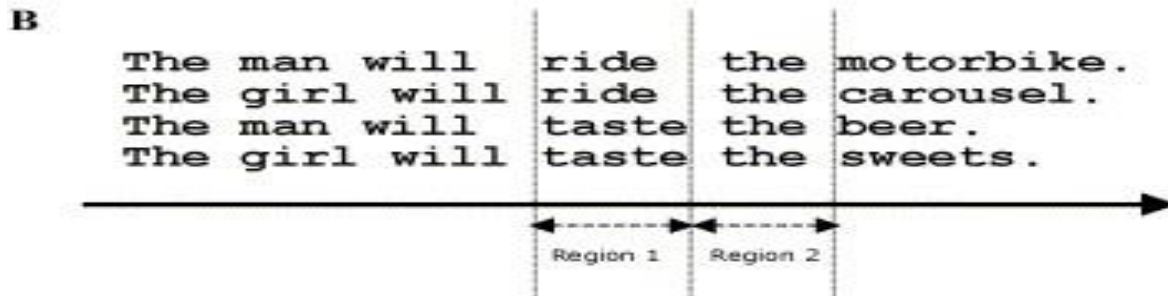 B
The man will ride the motorbike.
The girl will ride the carousel.
The man will taste the beer.
The girl will taste the sweets.
Region 1 Region 2